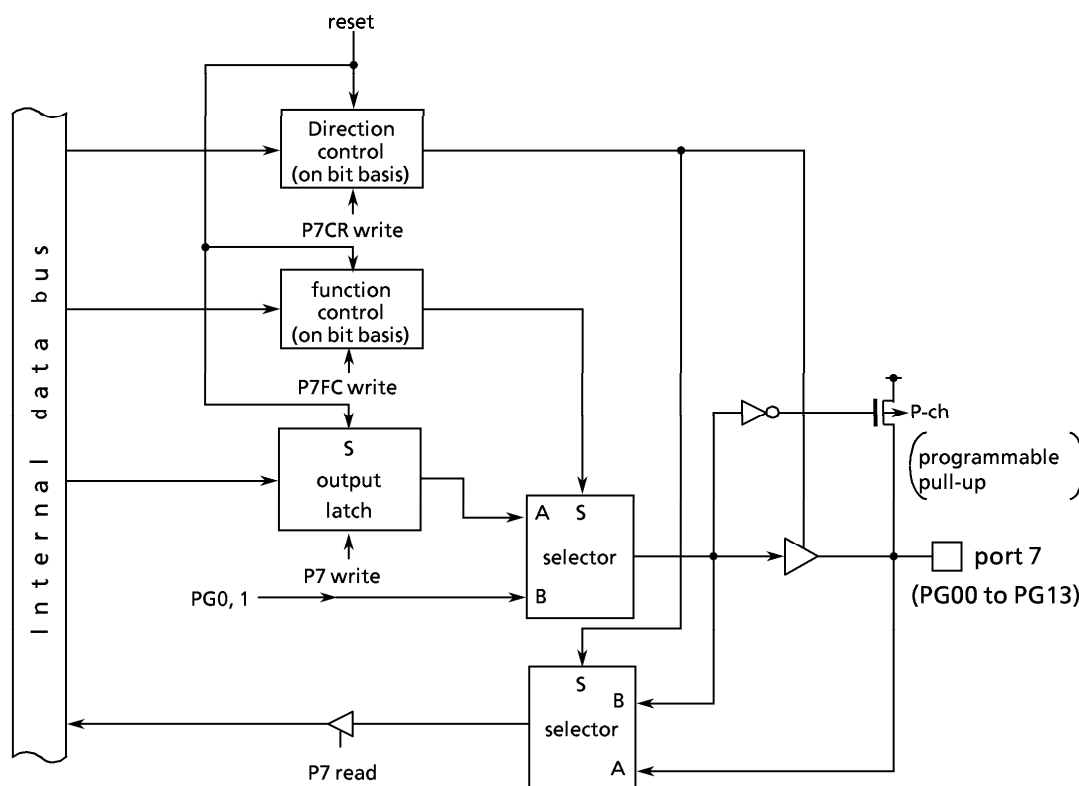 reset
Direction
control
(on bit basis)
P7CR write
function
control
(on bit basis)
P7FC write
S
output
latch
P7 write
PG0, 1
A S
selector
B
P-ch
programmable
pull-up
port 7
(PG00 to PG13)
S
B
selector
A
P7 read
Internal data bus